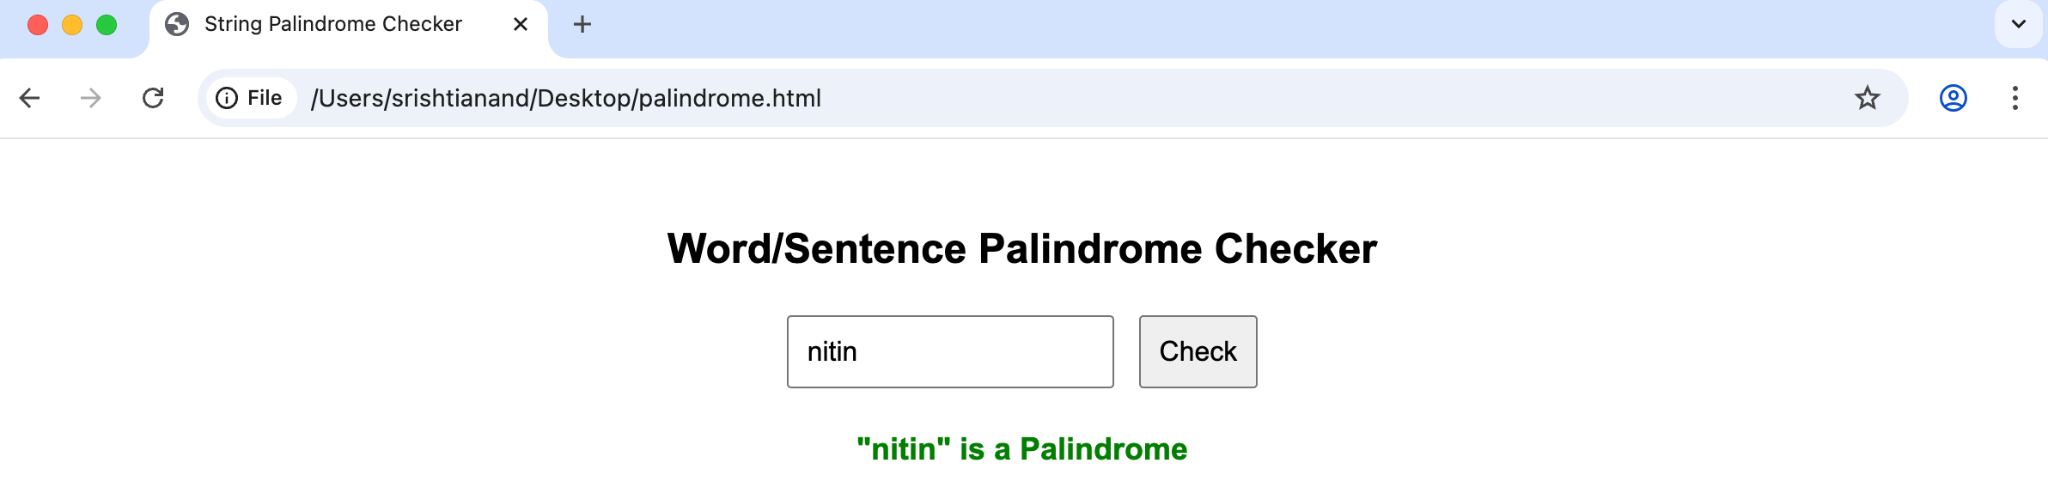 String Palindrome Checker
File /Users/srishtianand/Desktop/palindrome.html
Word/Sentence Palindrome Checker
nitin Check
"nitin" is a Palindrome